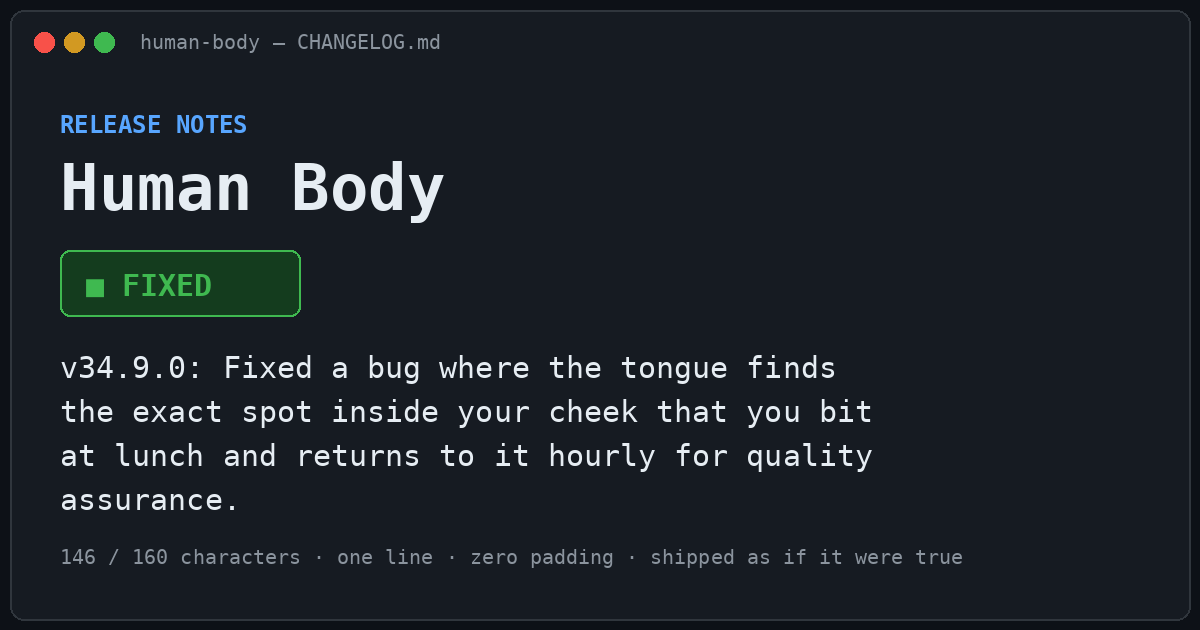 human-body — CHANGELOG.md
RELEASE NOTES
Human Body
■ FIXED
v34.9.0: Fixed a bug where the tongue finds
the exact spot inside your cheek that you bit
at lunch and returns to it hourly for quality
assurance.
146 / 160 characters · one line · zero padding · shipped as if it were true